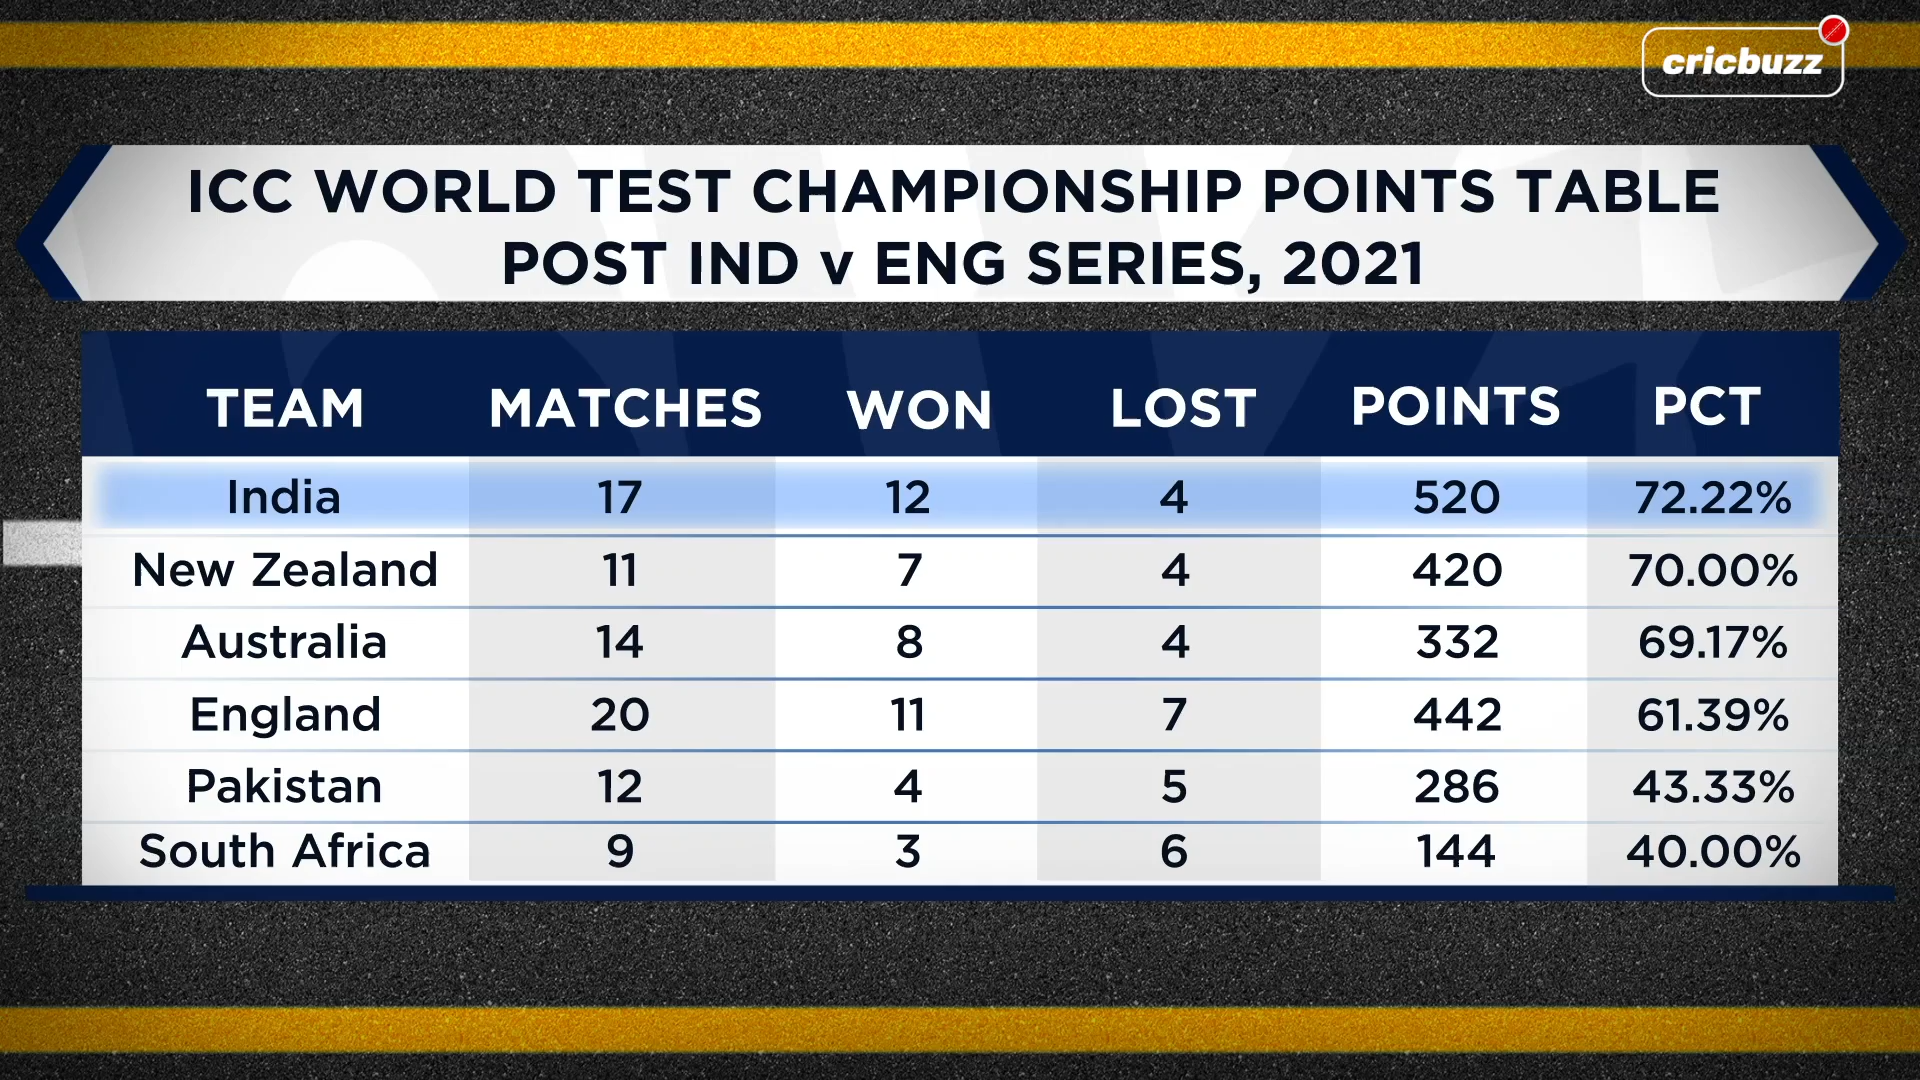 cricbuzz
ICC WORLD TEST CHAMPIONSHIP POINTS TABLE
POST IND v ENG SERIES, 2021
TEAM MATCHES WON LOST POINTS PCT
India 17 12 4 520 72.22%
New Zealand 11 7 4 420 70.00%
Australia 14 8 4 332 69.17%
England 20 11 7 442 61.39%
Pakistan 12 4 5 286 43.33%
South Africa 9 3 6 144 40.00%